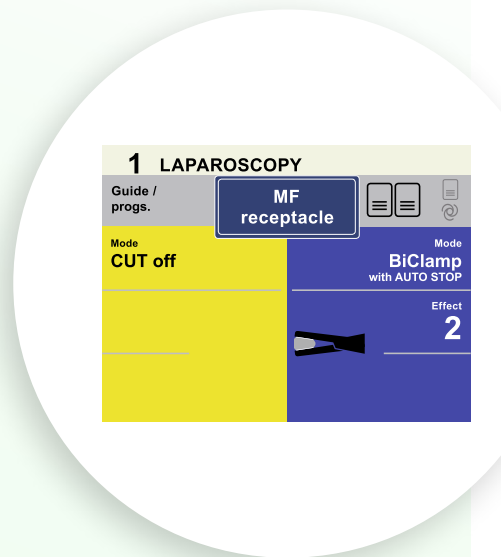 1 LAPAROSCOPY
Guide /
progs.
MF
receptacle
Mode
CUT off
Mode
BiClamp
with AUTO STOP
Effect
2